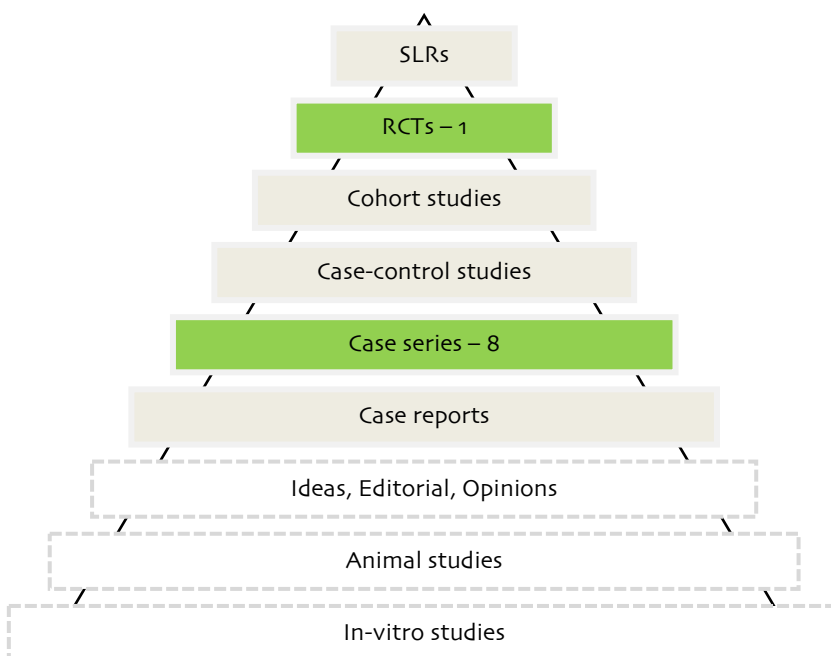 SLRs
RCTs – 1
Cohort studies
Case-control studies
Case series – 8
Case reports
Ideas, Editorial, Opinions
Animal studies
In-vitro studies